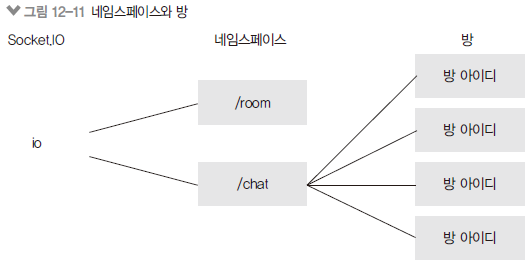 그림 12-11 네임스페이스와 방
Socket.IO 네임스페이스 방
방 아이디
/room
방 아이디
io
/chat
방 아이디
방 아이디